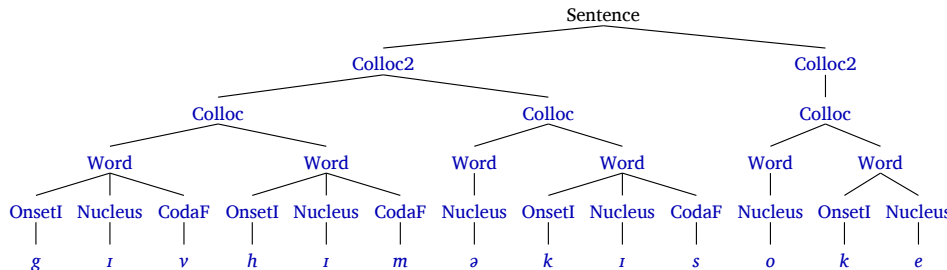 Sentence
Colloc2 Colloc2
Colloc Colloc Colloc
Word Word Word Word Word Word
OnsetI Nucleus CodaF OnsetI Nucleus CodaF Nucleus OnsetI Nucleus CodaF Nucleus OnsetI Nucleus
g ɪ v h ɪ m ə k ɪ s o k e